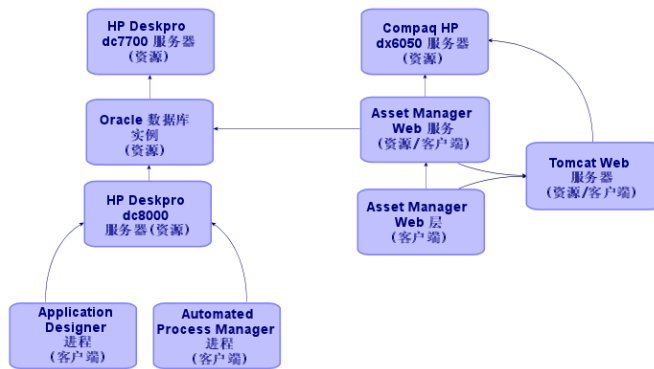 HP Deskpro
dc7700 服务器
(资源)
Compaq HP
dx6050 服务器
(资源)
Oracle 数据库
实例
(资源)
Asset Manager
Web 服务
(资源/客户端)
Tomcat Web
服务器
(资源/客户端)
HP Deskpro
dc8000
服务器(资源)
Asset Manager
Web 层
(客户端)
Application
Designer
进程
(客户端)
Automated
Process Manager
进程
(客户端)